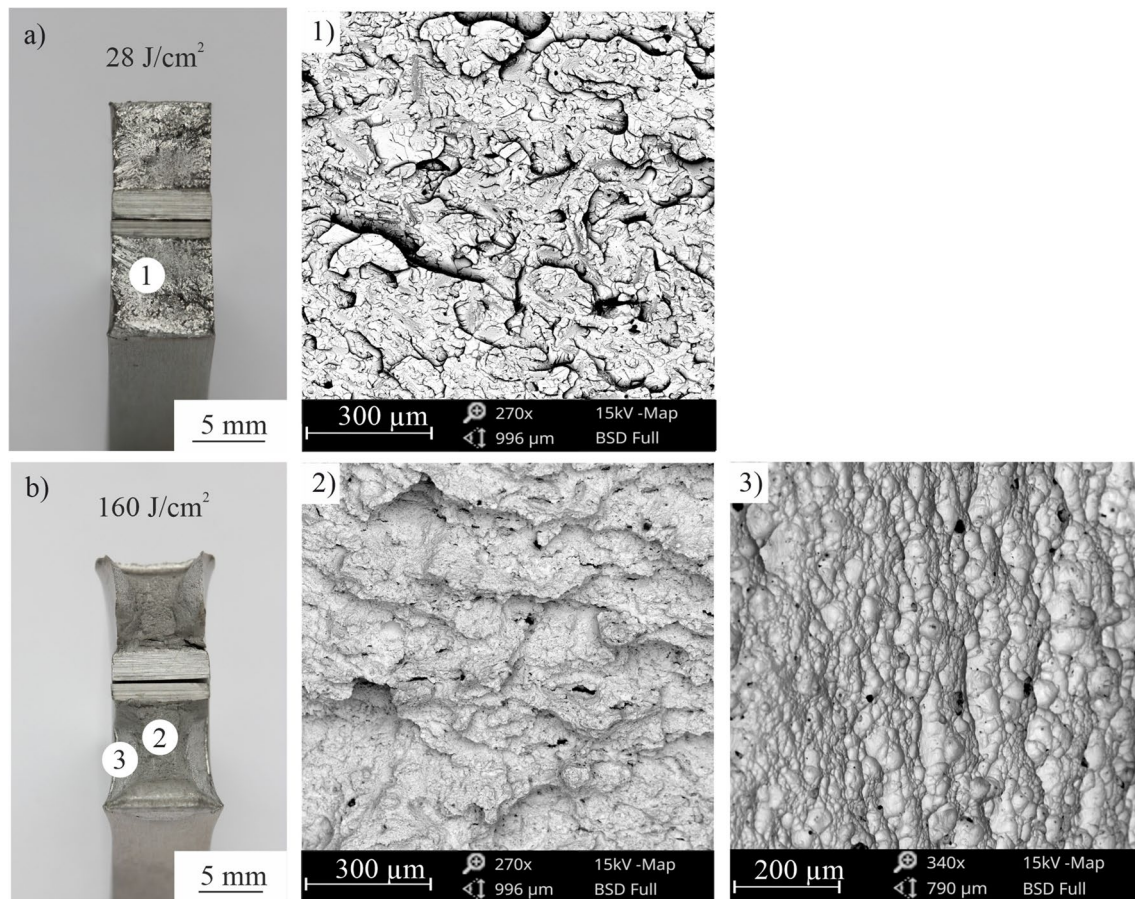 a)
28 J/cm²
1
5 mm
1)
300 µm
270x
996 µm
15kV -Map
BSD Full
b)
160 J/cm²
2
3
5 mm
2)
300 µm
270x
996 µm
15kV -Map
BSD Full
3)
200 µm
340x
790 µm
15kV -Map
BSD Full